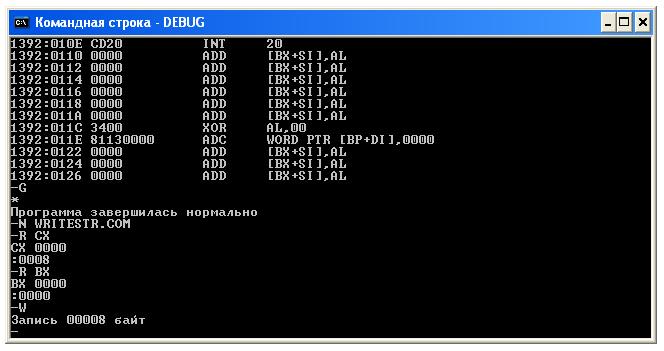 Командная строка - DEBUG
1392:010E CD20 INT 20
1392:0110 0000 ADD [BX+SI],AL
1392:0112 0000 ADD [BX+SI],AL
1392:0114 0000 ADD [BX+SI],AL
1392:0116 0000 ADD [BX+SI],AL
1392:0118 0000 ADD [BX+SI],AL
1392:011A 0000 ADD [BX+SI],AL
1392:011C 3400 XOR AL,00
1392:011E 81130000 ADC WORD PTR [BP+DI],0000
1392:0122 0000 ADD [BX+SI],AL
1392:0124 0000 ADD [BX+SI],AL
1392:0126 0000 ADD [BX+SI],AL
-G
*
Программа завершилась нормально
-N WRITESTR.COM
-R CX
CX 0000
:0008
-R BX
BX 0000
:0000
-W
Запись 00008 байт
-